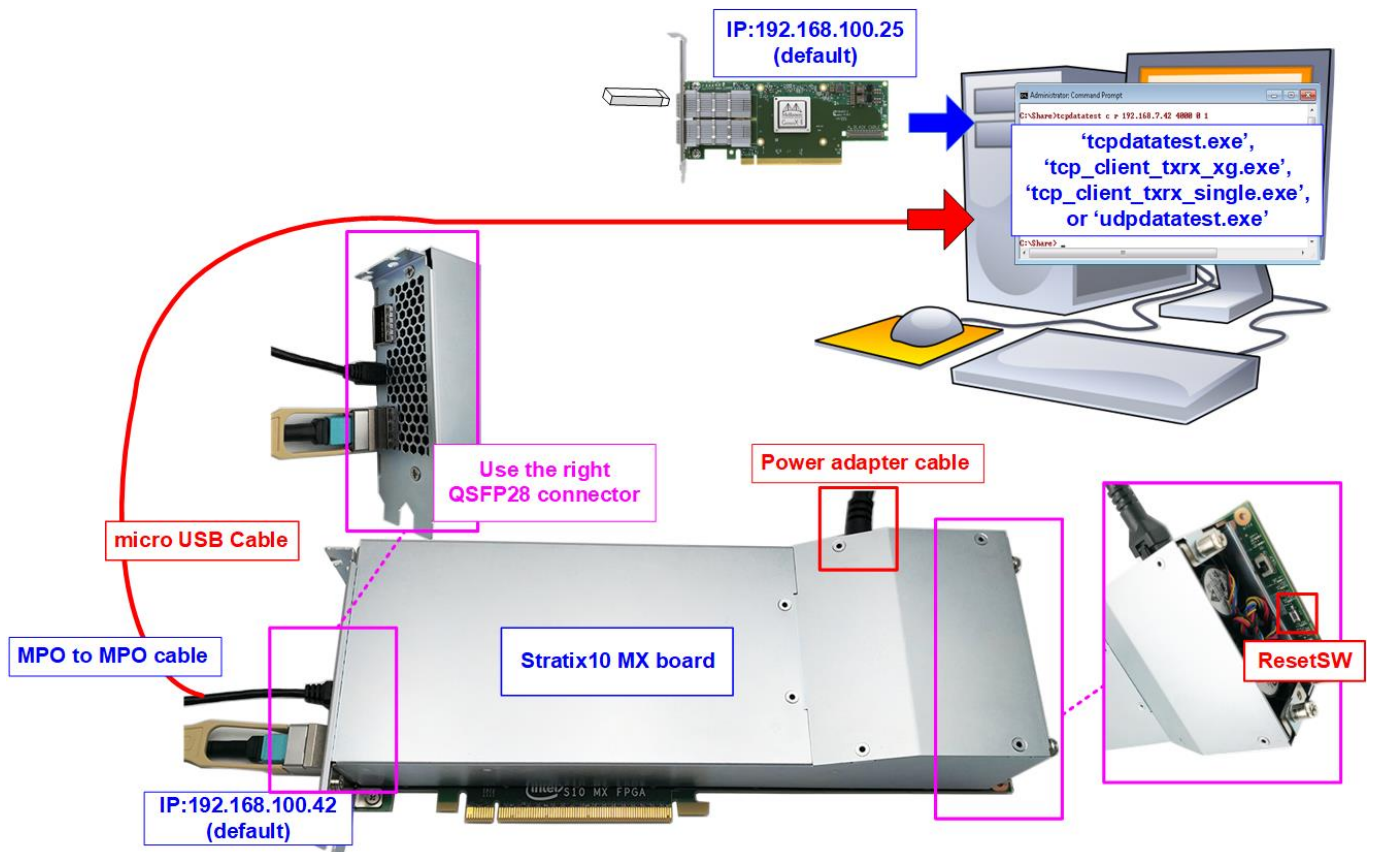 IP:192.168.100.25
(default)
Administrator: Command Prompt
C:\Share>tcpdatatest c r 192.168.7.42 4000 0 1
‘tcpdatatest.exe’,
‘tcp_client_txrx_xg.exe’,
‘tcp_client_txrx_single.exe’,
or ‘udpdatatest.exe’
C:\Share>
Use the right
QSFP28 connector
Power adapter cable
micro USB Cable
MPO to MPO cable
Stratix10 MX board
ResetSW
IP:192.168.100.42
(default)
intel S10 MX FPGA